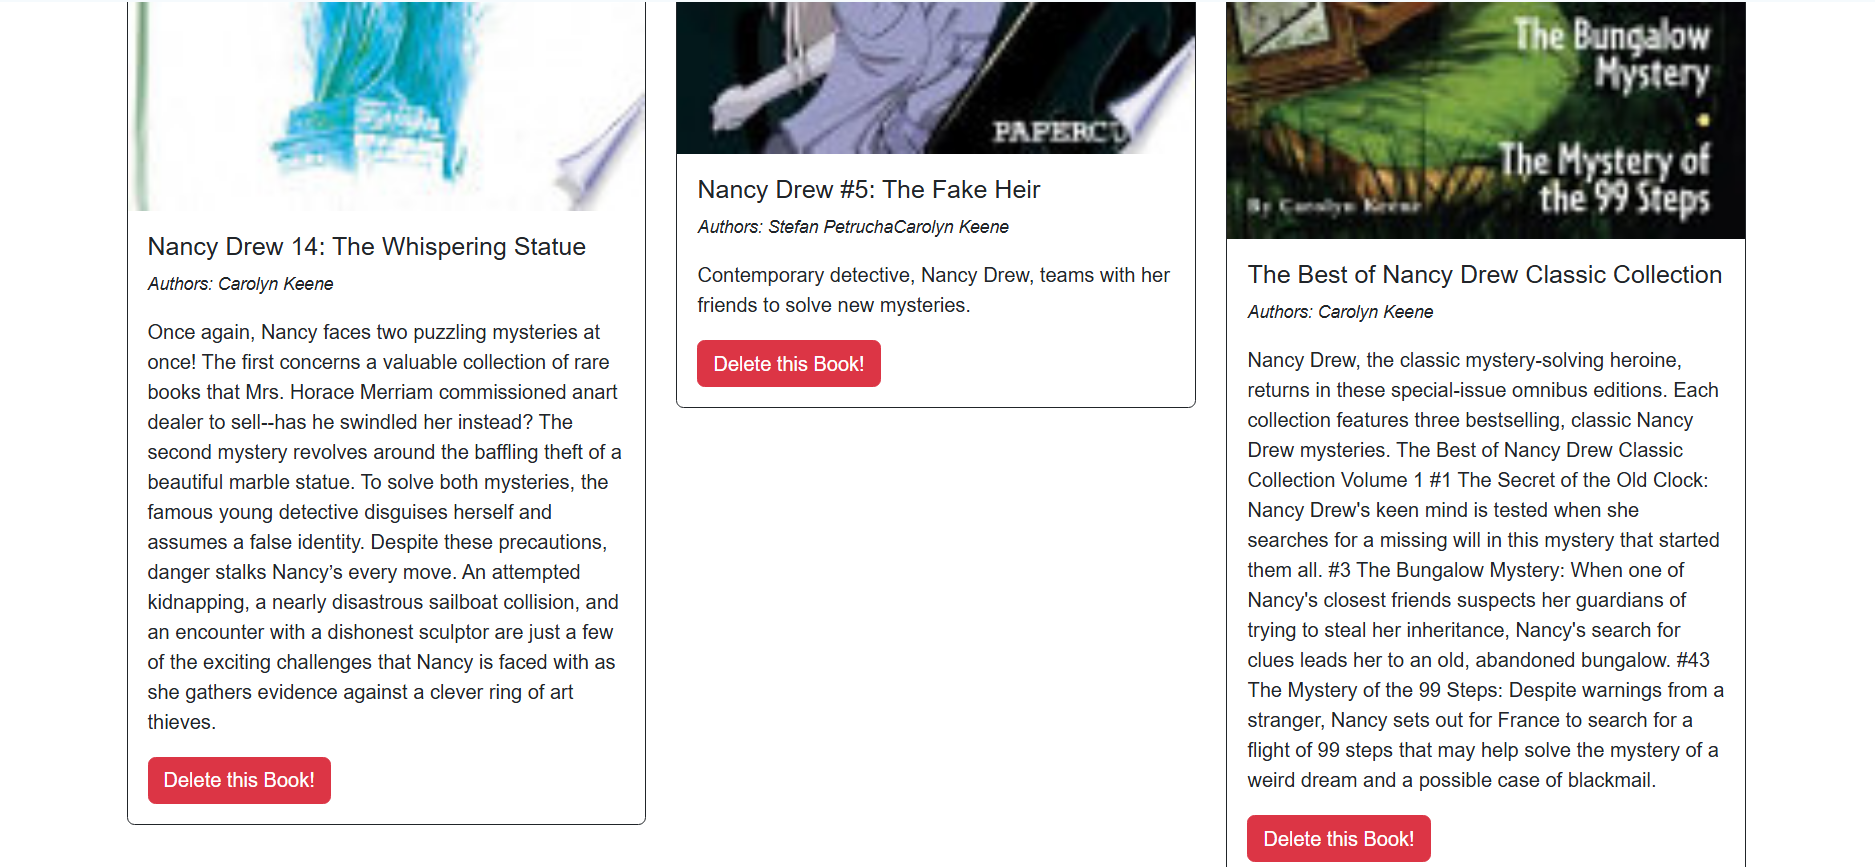 Nancy Drew 14: The Whispering Statue
Authors: Carolyn Keene
Once again, Nancy faces two puzzling mysteries at
once! The first concerns a valuable collection of rare
books that Mrs. Horace Merriam commissioned anart
dealer to sell--has he swindled her instead? The
second mystery revolves around the baffling theft of a
beautiful marble statue. To solve both mysteries, the
famous young detective disguises herself and
assumes a false identity. Despite these precautions,
danger stalks Nancy’s every move. An attempted
kidnapping, a nearly disastrous sailboat collision, and
an encounter with a dishonest sculptor are just a few
of the exciting challenges that Nancy is faced with as
she gathers evidence against a clever ring of art
thieves.
Delete this Book!
PAPERCU
Nancy Drew #5: The Fake Heir
Authors: Stefan PetruchaCarolyn Keene
Contemporary detective, Nancy Drew, teams with her
friends to solve new mysteries.
Delete this Book!
The Bungalow
Mystery
•
The Mystery of
the 99 Steps
By Carolyn Keene
The Best of Nancy Drew Classic Collection
Authors: Carolyn Keene
Nancy Drew, the classic mystery-solving heroine,
returns in these special-issue omnibus editions. Each
collection features three bestselling, classic Nancy
Drew mysteries. The Best of Nancy Drew Classic
Collection Volume 1 #1 The Secret of the Old Clock:
Nancy Drew's keen mind is tested when she
searches for a missing will in this mystery that started
them all. #3 The Bungalow Mystery: When one of
Nancy's closest friends suspects her guardians of
trying to steal her inheritance, Nancy's search for
clues leads her to an old, abandoned bungalow. #43
The Mystery of the 99 Steps: Despite warnings from a
stranger, Nancy sets out for France to search for a
flight of 99 steps that may help solve the mystery of a
weird dream and a possible case of blackmail.
Delete this Book!